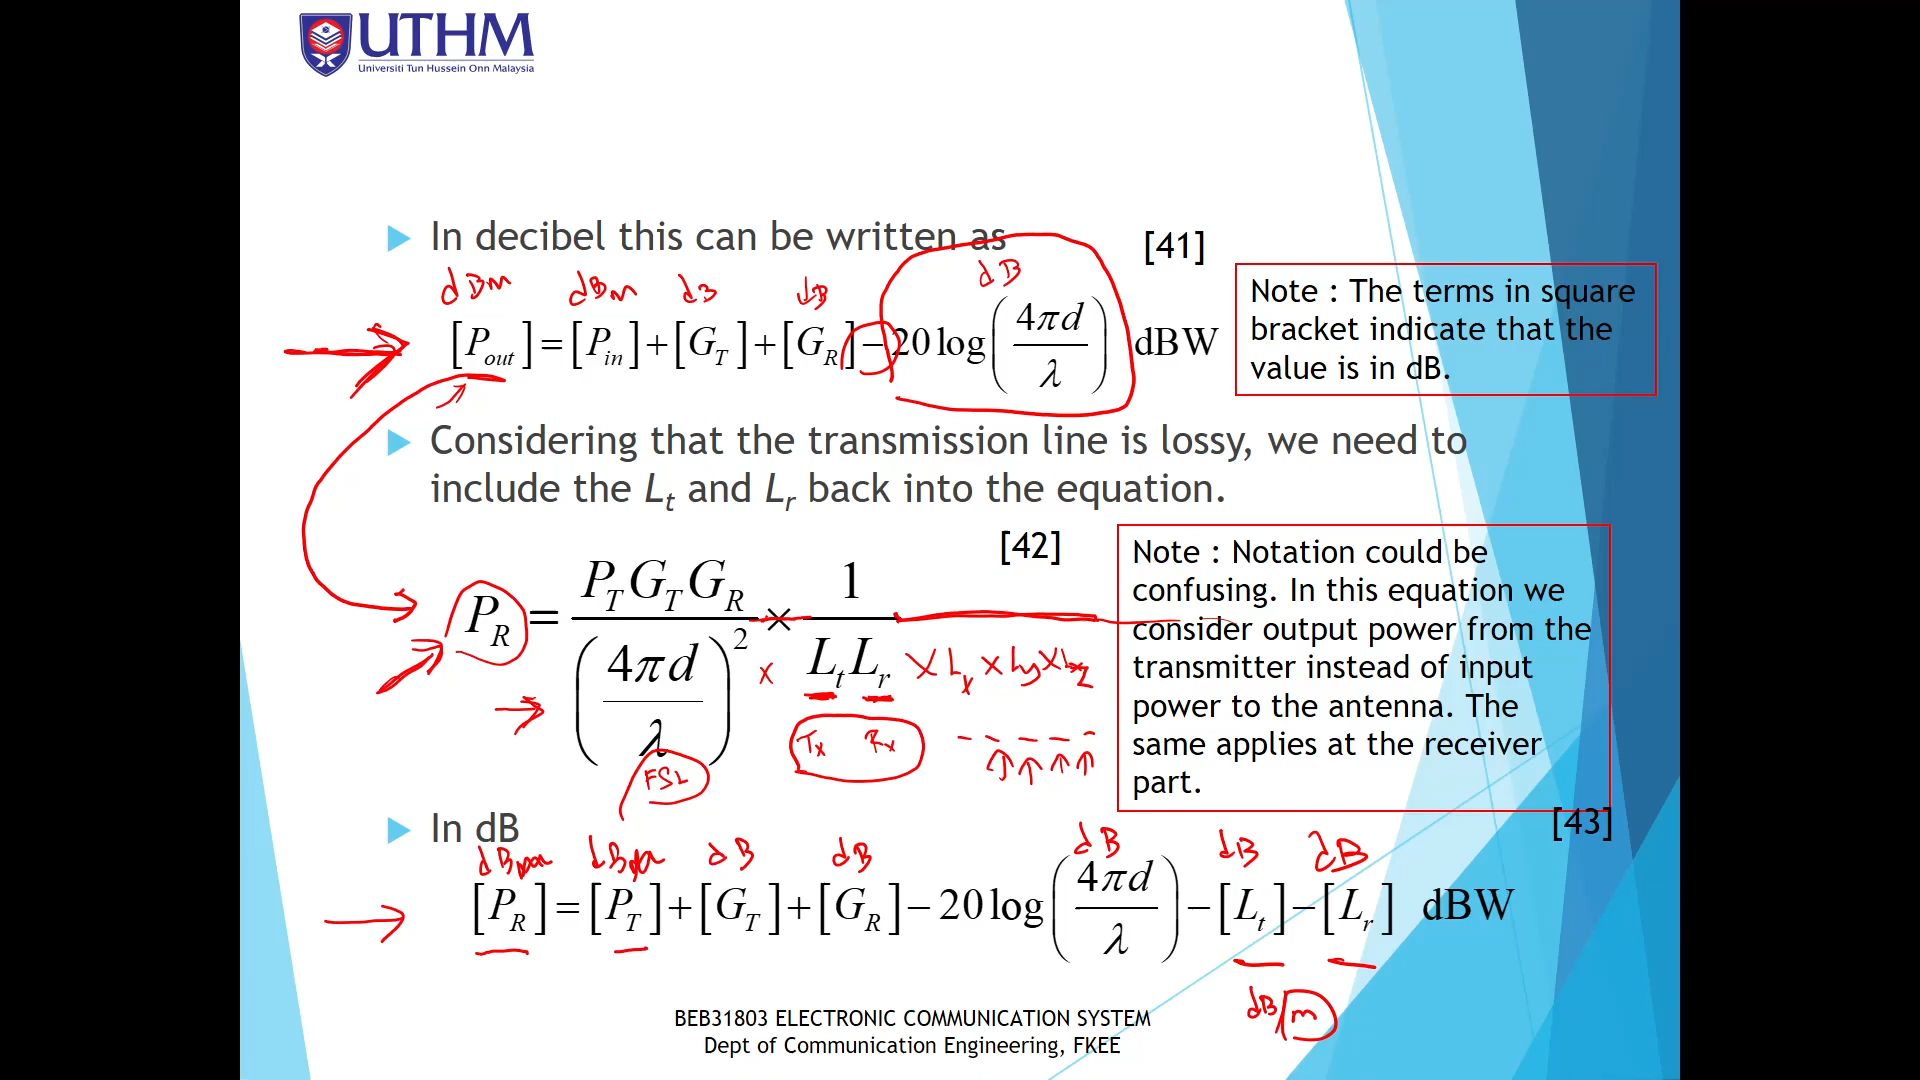 UTHM
Universiti Tun Hussein Onn Malaysia
In decibel this can be written as
[41]
dBm dBm dB dB dB
[P_out] = [P_in] + [G_T] + [G_R] − 20 log(4πd/λ) dBW
Note : The terms in square
bracket indicate that the
value is in dB.
Considering that the transmission line is lossy, we need to
include the L_t and L_r back into the equation.
[42]
P_R = P_T G_T G_R / (4πd/λ)^2 × 1 / L_t L_r
× × L_x × L_y × L_z
Tx Rx
FSL
Note : Notation could be
confusing. In this equation we
consider output power from the
transmitter instead of input
power to the antenna. The
same applies at the receiver
part.
In dB
[43]
dB dB dB dB dB
[P_R] = [P_T] + [G_T] + [G_R] − 20 log(4πd/λ) − [L_t] − [L_r] dBW
dB/m
BEB31803 ELECTRONIC COMMUNICATION SYSTEM
Dept of Communication Engineering, FKEE